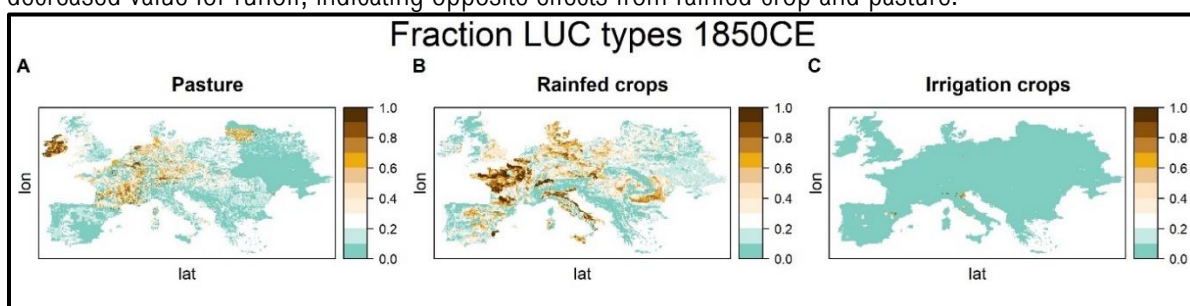 decreased value for runoff, indicating opposite effects from rainfed crop and pasture.
Fraction LUC types 1850CE
A
Pasture
lon
lat
1.0
0.8
0.6
0.4
0.2
0.0
B
Rainfed crops
lon
lat
1.0
0.8
0.6
0.4
0.2
0.0
C
Irrigation crops
lon
lat
1.0
0.8
0.6
0.4
0.2
0.0